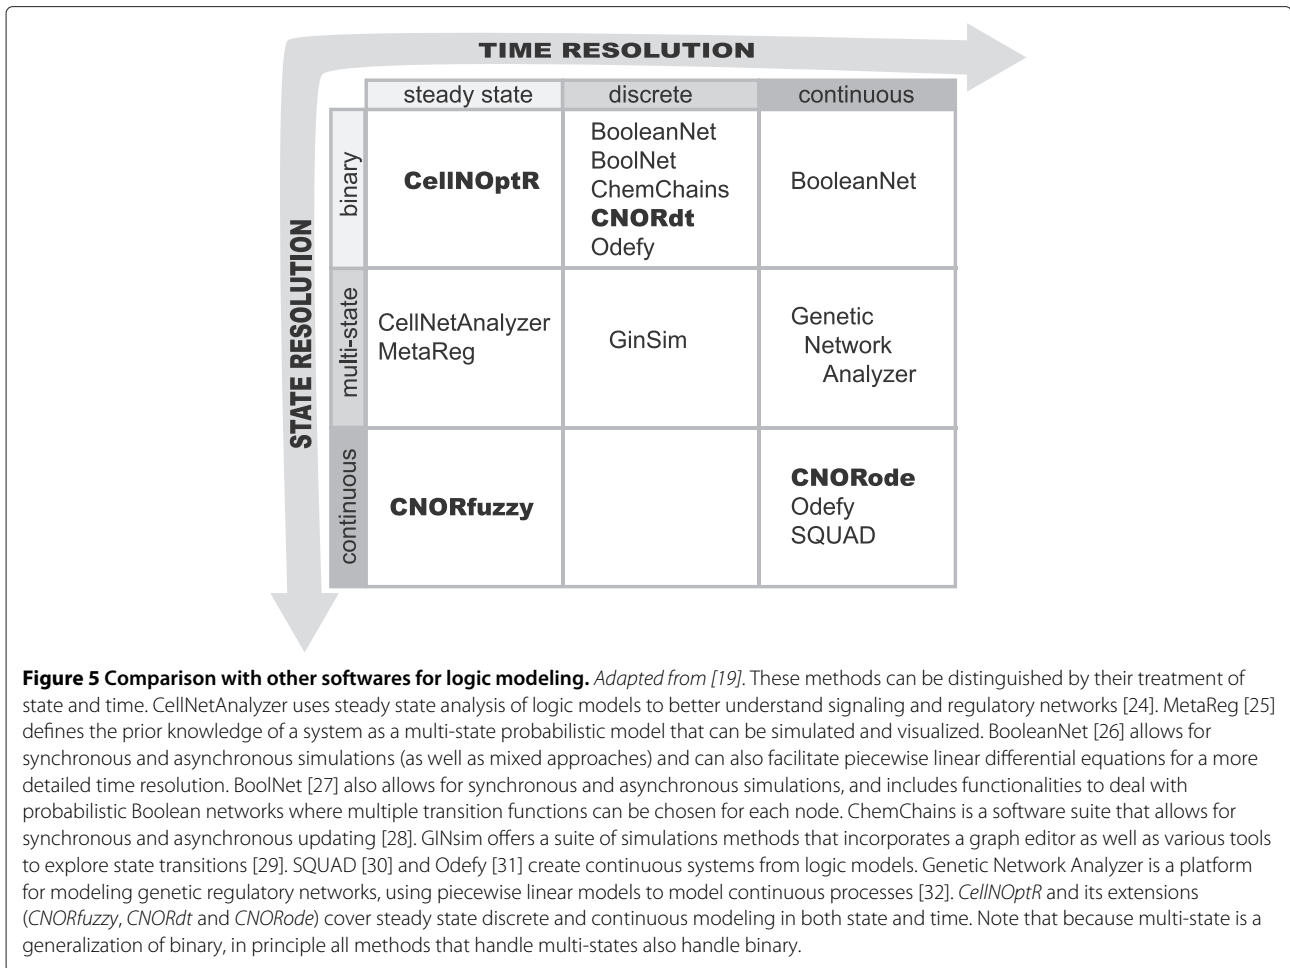 TIME RESOLUTION
steady state
discrete
continuous
STATE RESOLUTION
binary
CellNOptR
BooleanNet
BoolNet
ChemChains
CNORdt
Odefy
BooleanNet
multi-state
CellNetAnalyzer
MetaReg
GinSim
Genetic
Network
Analyzer
continuous
CNORfuzzy
CNORode
Odefy
SQUAD
Figure 5 Comparison with other softwares for logic modeling. Adapted from [19]. These methods can be distinguished by their treatment of
state and time. CellNetAnalyzer uses steady state analysis of logic models to better understand signaling and regulatory networks [24]. MetaReg [25]
defines the prior knowledge of a system as a multi-state probabilistic model that can be simulated and visualized. BooleanNet [26] allows for
synchronous and asynchronous simulations (as well as mixed approaches) and can also facilitate piecewise linear differential equations for a more
detailed time resolution. BoolNet [27] also allows for synchronous and asynchronous simulations, and includes functionalities to deal with
probabilistic Boolean networks where multiple transition functions can be chosen for each node. ChemChains is a software suite that allows for
synchronous and asynchronous updating [28]. GINsim offers a suite of simulations methods that incorporates a graph editor as well as various tools
to explore state transitions [29]. SQUAD [30] and Odefy [31] create continuous systems from logic models. Genetic Network Analyzer is a platform
for modeling genetic regulatory networks, using piecewise linear models to model continuous processes [32]. CellNOptR and its extensions
(CNORfuzzy, CNORdt and CNORode) cover steady state discrete and continuous modeling in both state and time. Note that because multi-state is a
generalization of binary, in principle all methods that handle multi-states also handle binary.